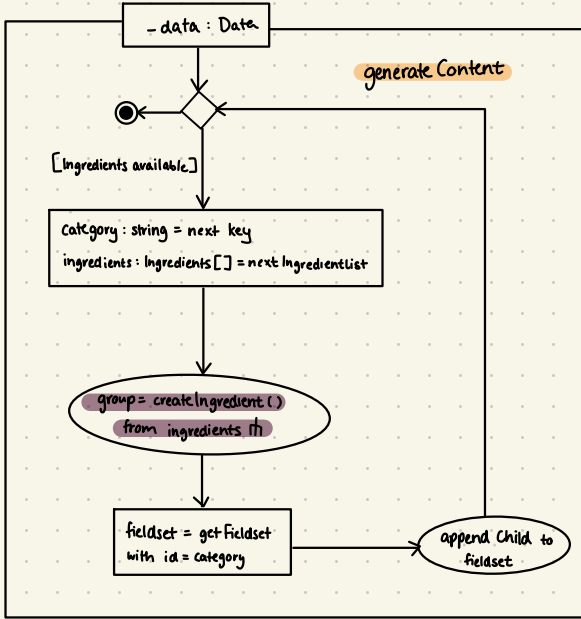 _data : Data
generate Content
[Ingredients available]
category : string = next key
ingredients : Ingredients[] = next IngredientList
group = createIngredient()
from ingredients
fieldset = getFieldset
with id = category
append Child to
fieldset